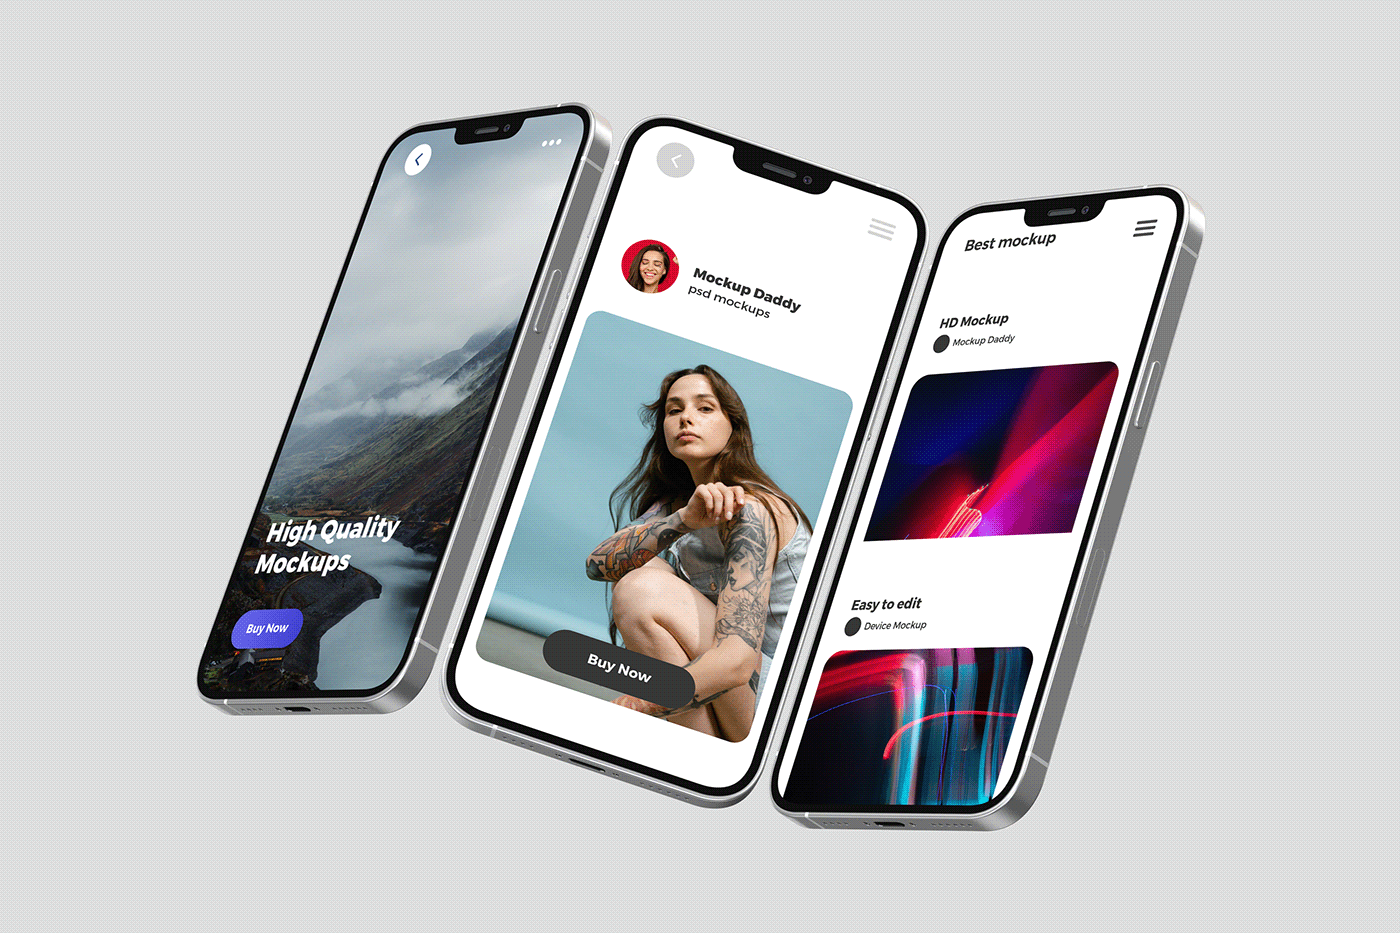 High Quality
Mockups
Buy Now
Mockup Daddy
psd mockups
Buy Now
Best mockup
HD Mockup
Mockup Daddy
Easy to edit
Device Mockup